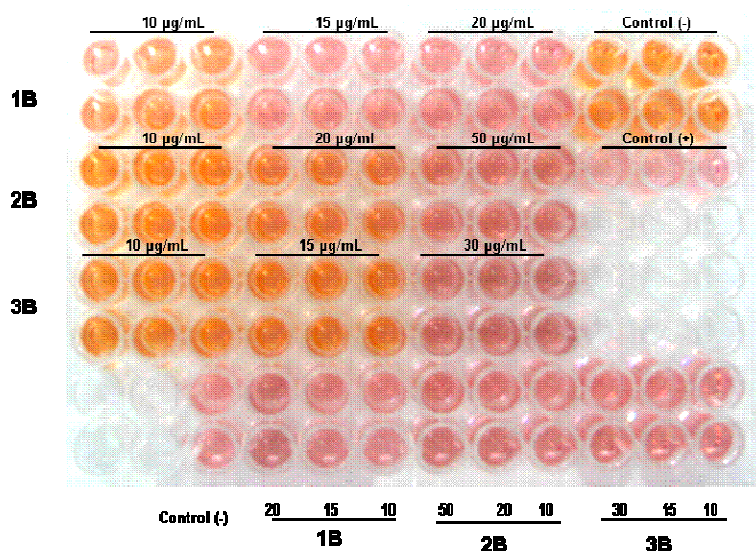 10 µg/mL 15 µg/mL 20 µg/mL Control (-)
1B
10 µg/mL 20 µg/ml 50 µg/mL Control (+)
2B
10 µg/mL 15 µg/mL 30 µg/mL
3B
Control (-) 20 15 10 50 20 10 30 15 10
1B 2B 3B